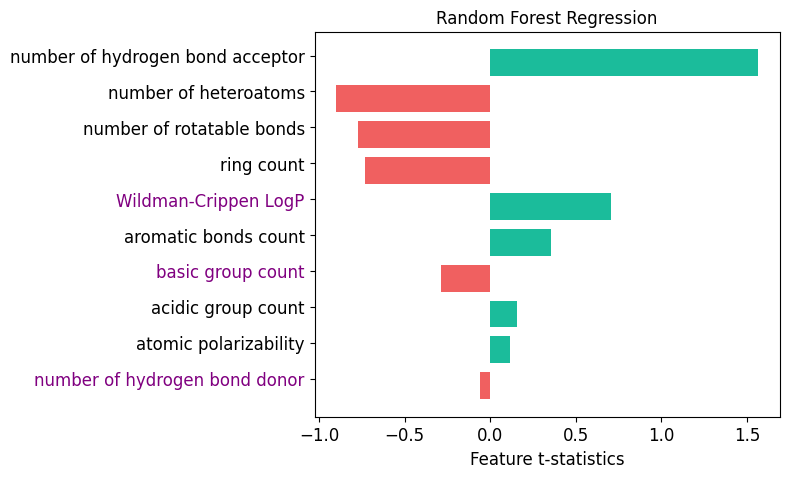 Random Forest Regression
number of hydrogen bond acceptor
number of heteroatoms
number of rotatable bonds
ring count
Wildman-Crippen LogP
aromatic bonds count
basic group count
acidic group count
atomic polarizability
number of hydrogen bond donor
−1.0 −0.5 0.0 0.5 1.0 1.5
Feature t-statistics